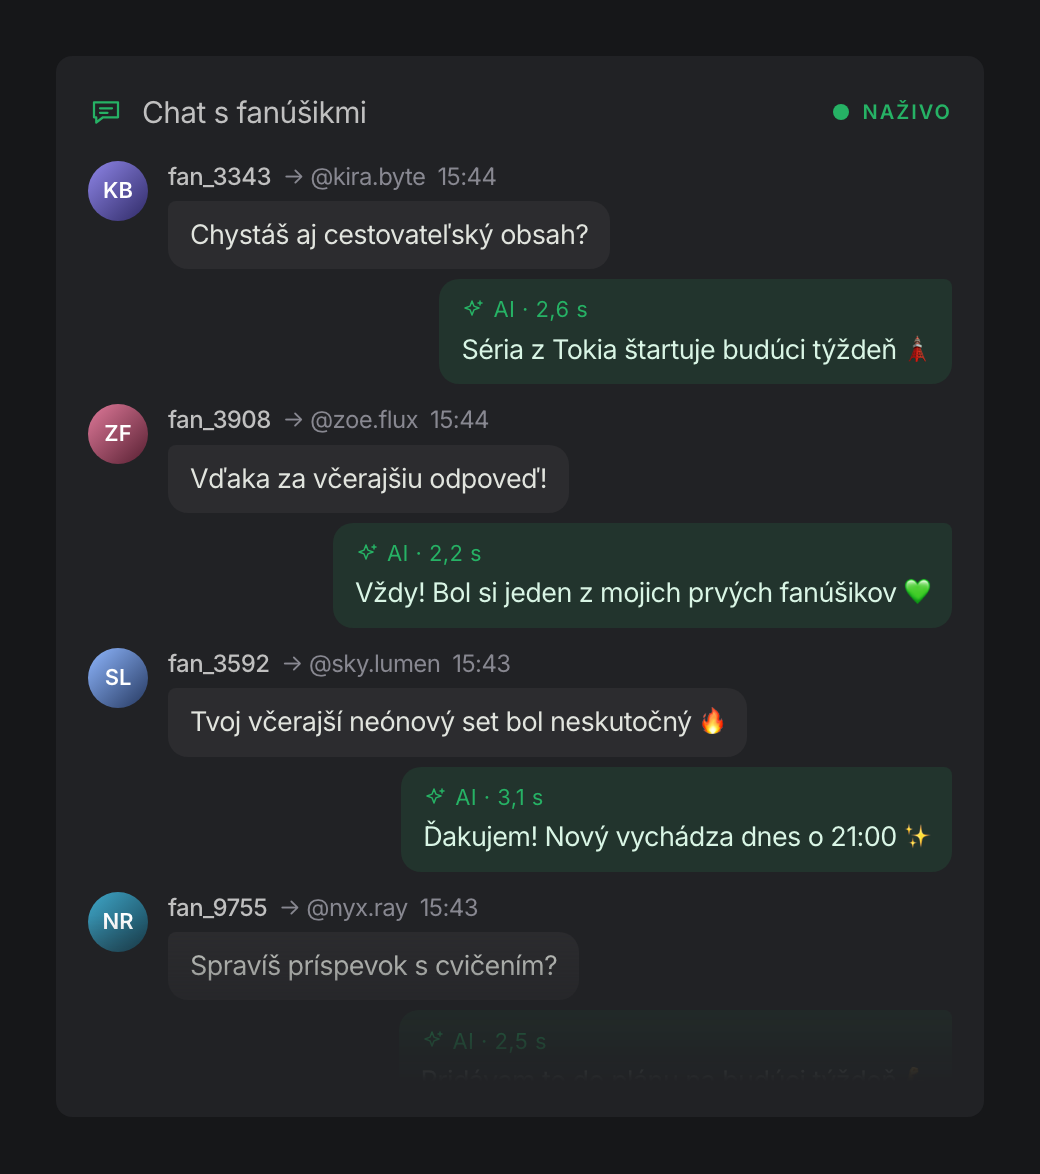 Chat s fanúšikmi
NAŽIVO
KB
fan_3343 → @kira.byte 15:44
Chystáš aj cestovateľský obsah?
AI · 2,6 s
Séria z Tokia štartuje budúci týždeň 🗼
ZF
fan_3908 → @zoe.flux 15:44
Vďaka za včerajšiu odpoveď!
AI · 2,2 s
Vždy! Bol si jeden z mojich prvých fanúšikov 💚
SL
fan_3592 → @sky.lumen 15:43
Tvoj včerajší neónový set bol neskutočný 🔥
AI · 3,1 s
Ďakujem! Nový vychádza dnes o 21:00 ✨
NR
fan_9755 → @nyx.ray 15:43
Spravíš príspevok s cvičením?
AI · 2,5 s